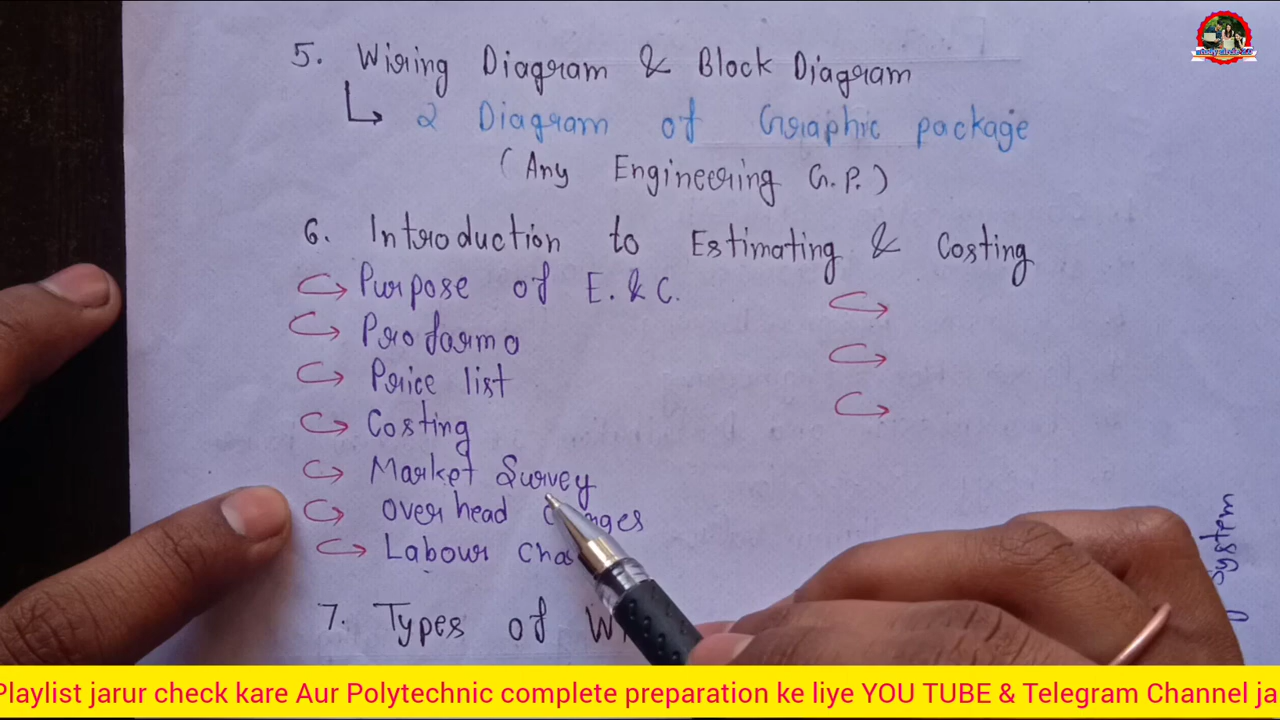 5. Wiring Diagram & Block Diagram
2 Diagram of Graphic package
(Any Engineering G.P.)
6. Introduction to Estimating & Costing
Purpose of E. & C.
Proforma
Price list
Costing
Market Survey
Over head
Labour
7. Types of
System
Playlist jarur check kare Aur Polytechnic complete preparation ke liye YOU TUBE & Telegram Channel ja